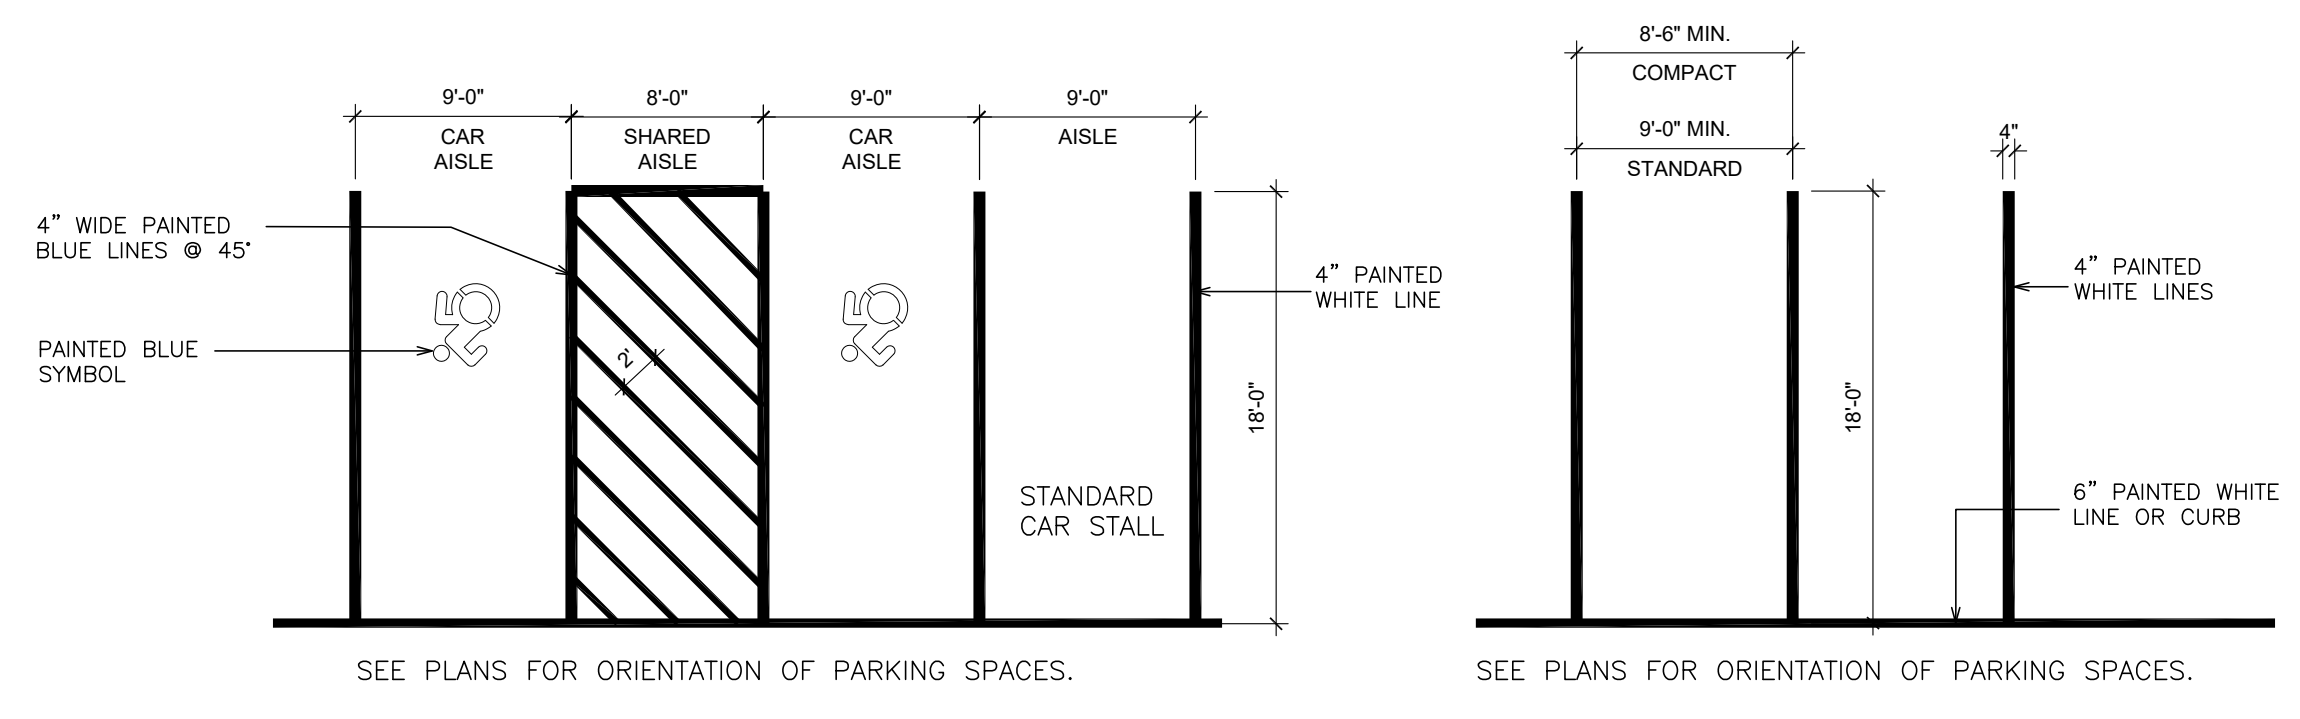 9'-0"
8'-0"
9'-0"
9'-0"
CAR
AISLE
SHARED
AISLE
CAR
AISLE
AISLE
4” WIDE PAINTED
BLUE LINES @ 45°
PAINTED BLUE
SYMBOL
2'
STANDARD
CAR STALL
4” PAINTED
WHITE LINE
18'-0"
SEE PLANS FOR ORIENTATION OF PARKING SPACES.
8'-6" MIN.
COMPACT
9'-0" MIN.
STANDARD
4"
4” PAINTED
WHITE LINES
18'-0"
6” PAINTED WHITE
LINE OR CURB
SEE PLANS FOR ORIENTATION OF PARKING SPACES.